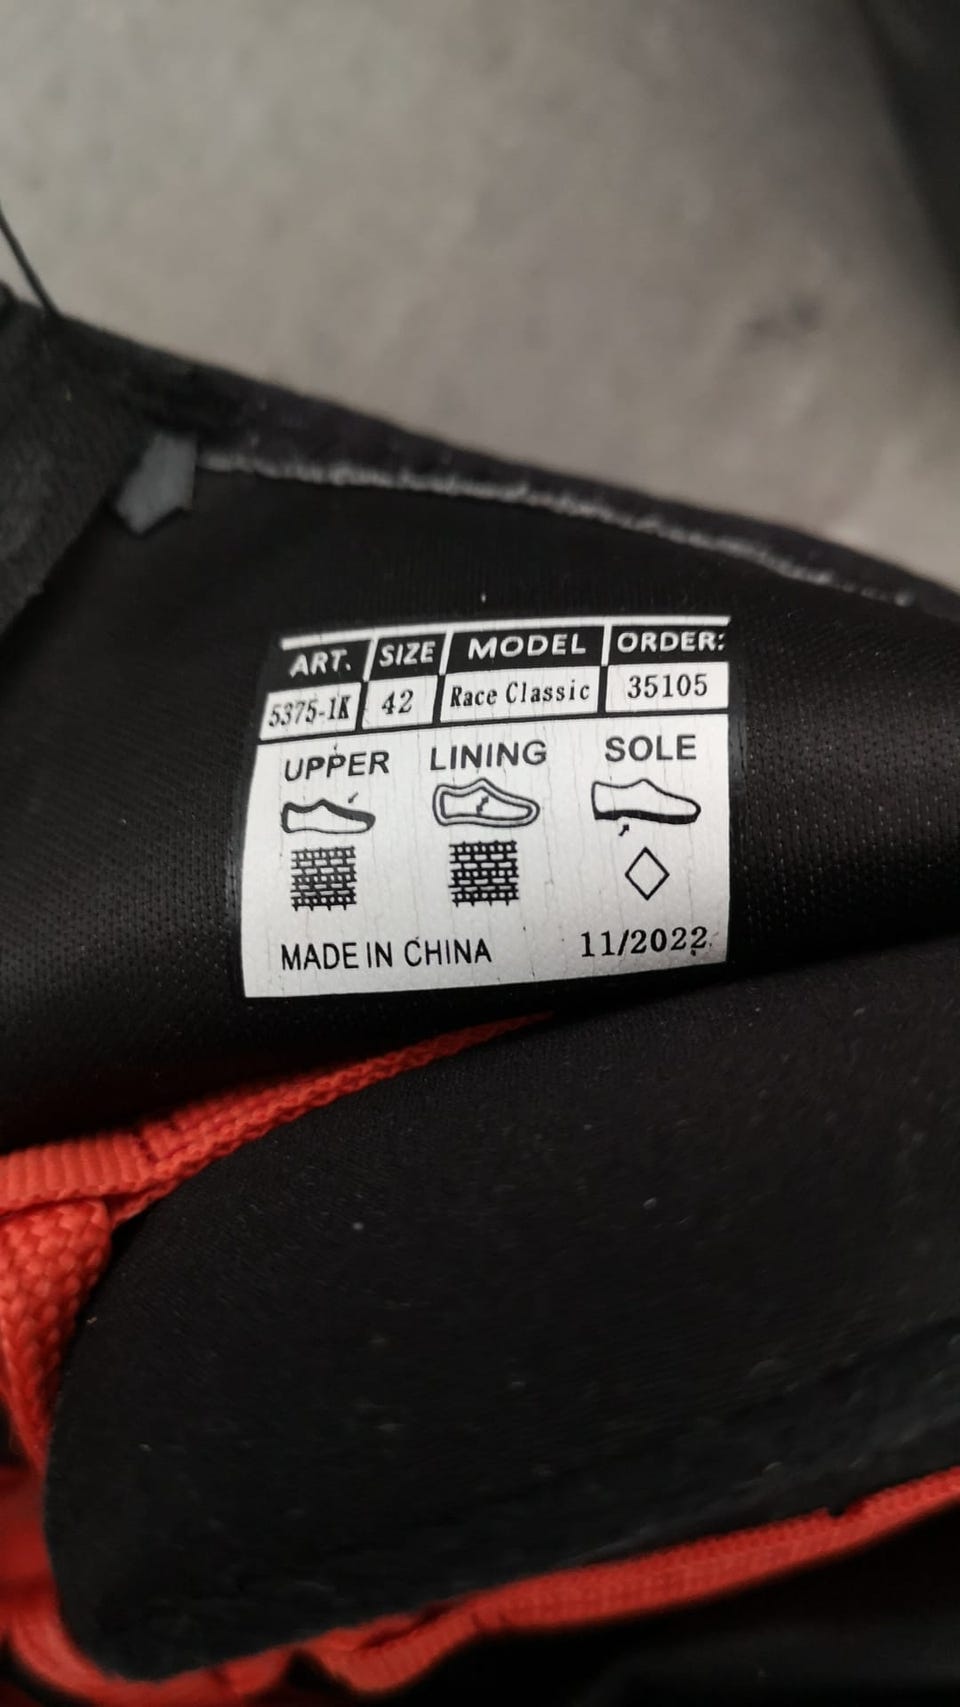 ART. SIZE MODEL ORDER:
5375-1K 42 Race Classic 35105
UPPER LINING SOLE
MADE IN CHINA 11/2022